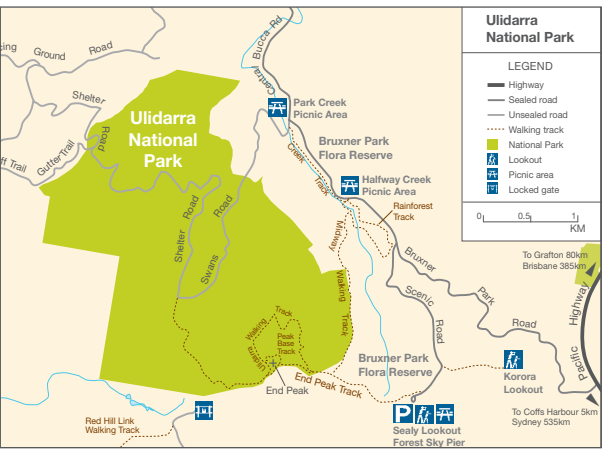 Ulidarra
National Park
LEGEND
Highway
Sealed road
Unsealed road
Walking track
National Park
Lookout
Picnic area
Locked gate
0
0.5
1
KM
cing Ground Road
Central Bucca Rd
Shelter
Road
Gutter Trail
ff Trail
Ulidarra
National
Park
Park Creek
Picnic Area
Bruxner Park
Flora Reserve
Creek Track
Halfway Creek
Picnic Area
Rainforest
Track
Midway
Walking Track
Shelter Road
Swans Road
Bruxner Park Road
Scenic Road
To Grafton 80km
Brisbane 385km
Pacific Highway
Walking Track
Peak
Base
Track
End Peak
End Peak Track
Bruxner Park
Flora Reserve
Korora
Lookout
To Coffs Harbour 5km
Sydney 535km
Red Hill Link
Walking Track
P
Sealy Lookout
Forest Sky Pier